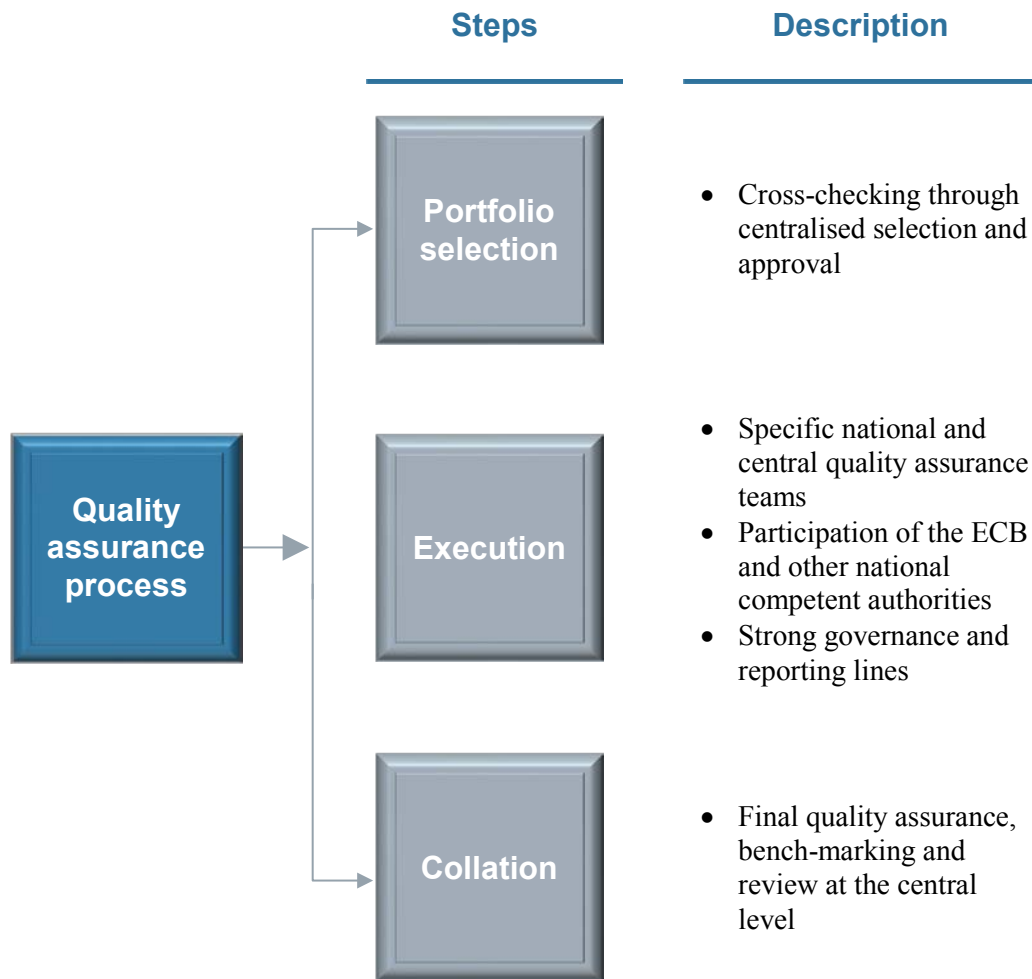 Steps
Description
Portfolio
selection
• Cross-checking through
centralised selection and
approval
Quality
assurance
process
Execution
• Specific national and
central quality assurance
teams
• Participation of the ECB
and other national
competent authorities
• Strong governance and
reporting lines
Collation
• Final quality assurance,
bench-marking and
review at the central
level